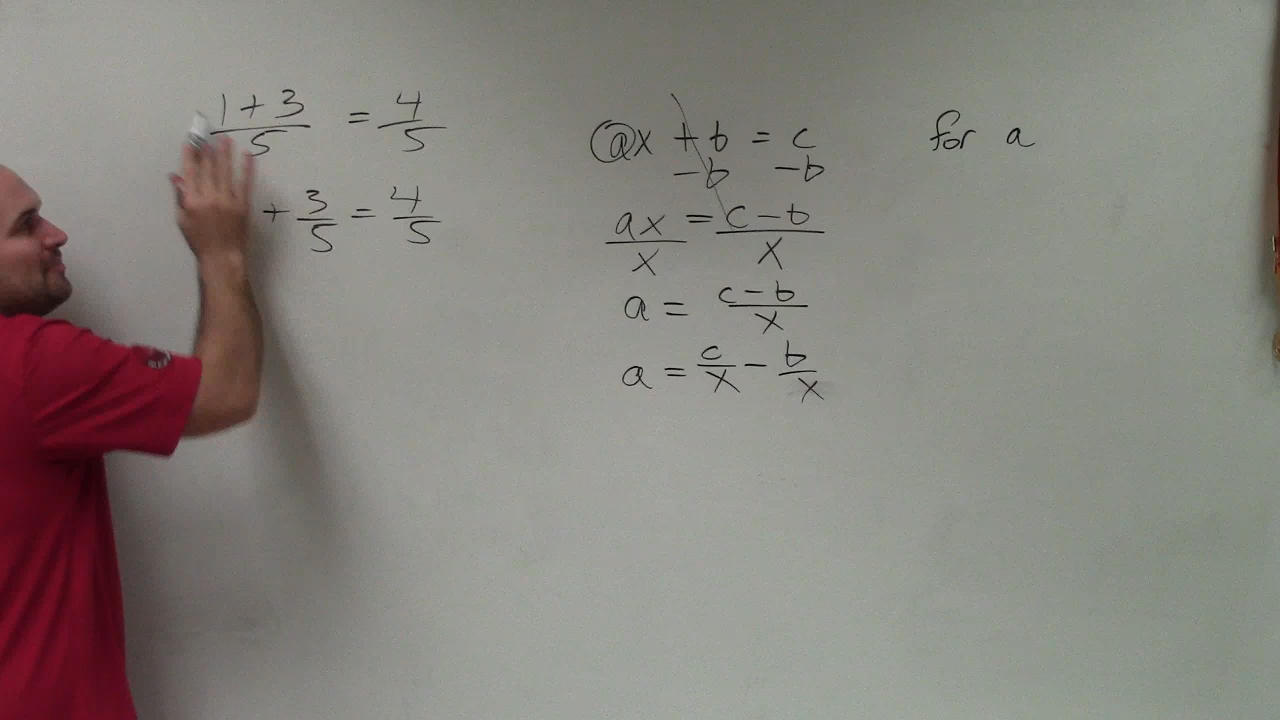 1 + 3 / 5 = 4 / 5
+ 3 / 5 = 4 / 5
ax + b = c for a
-b -b
ax / x = c - b / x
a = c - b / x
a = c / x - b / x